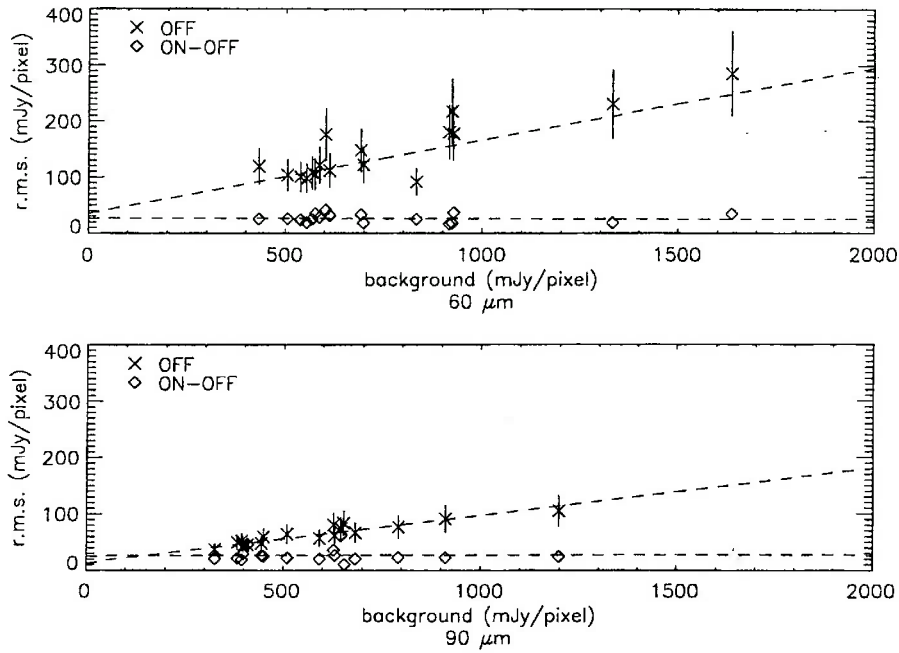 400
300
200
100
0
r.m.s. (mJy/pixel)
× OFF
◇ ON−OFF
0 500 1000 1500 2000
background (mJy/pixel)
60 μm
400
300
200
100
0
r.m.s. (mJy/pixel)
× OFF
◇ ON−OFF
0 500 1000 1500 2000
background (mJy/pixel)
90 μm